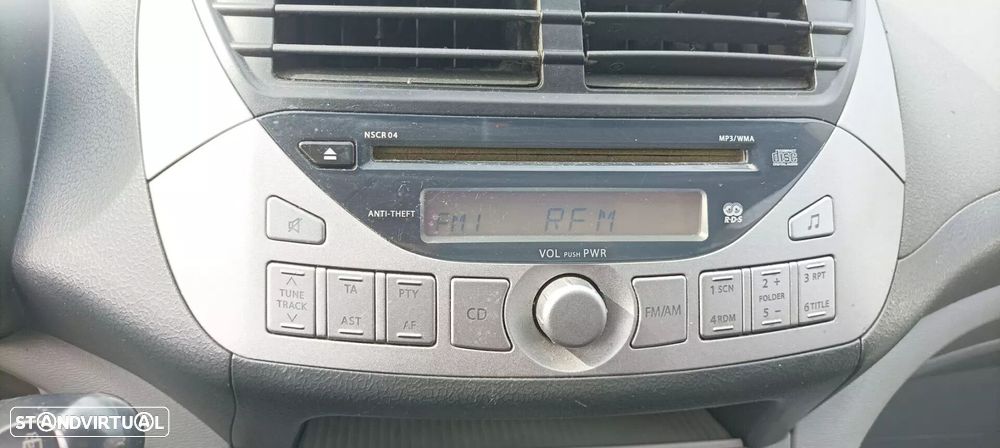 NSCR 04
MP3/WMA
disc
ANTI-THEFT
FM1 RFM
R·D·S
VOL PUSH PWR
TUNE
TRACK
TA
AST
PTY
AF
CD
FM/AM
1 SCN
4 RDM
2 +
FOLDER
5 -
3 RPT
6 TITLE
STANDVIRTUAL